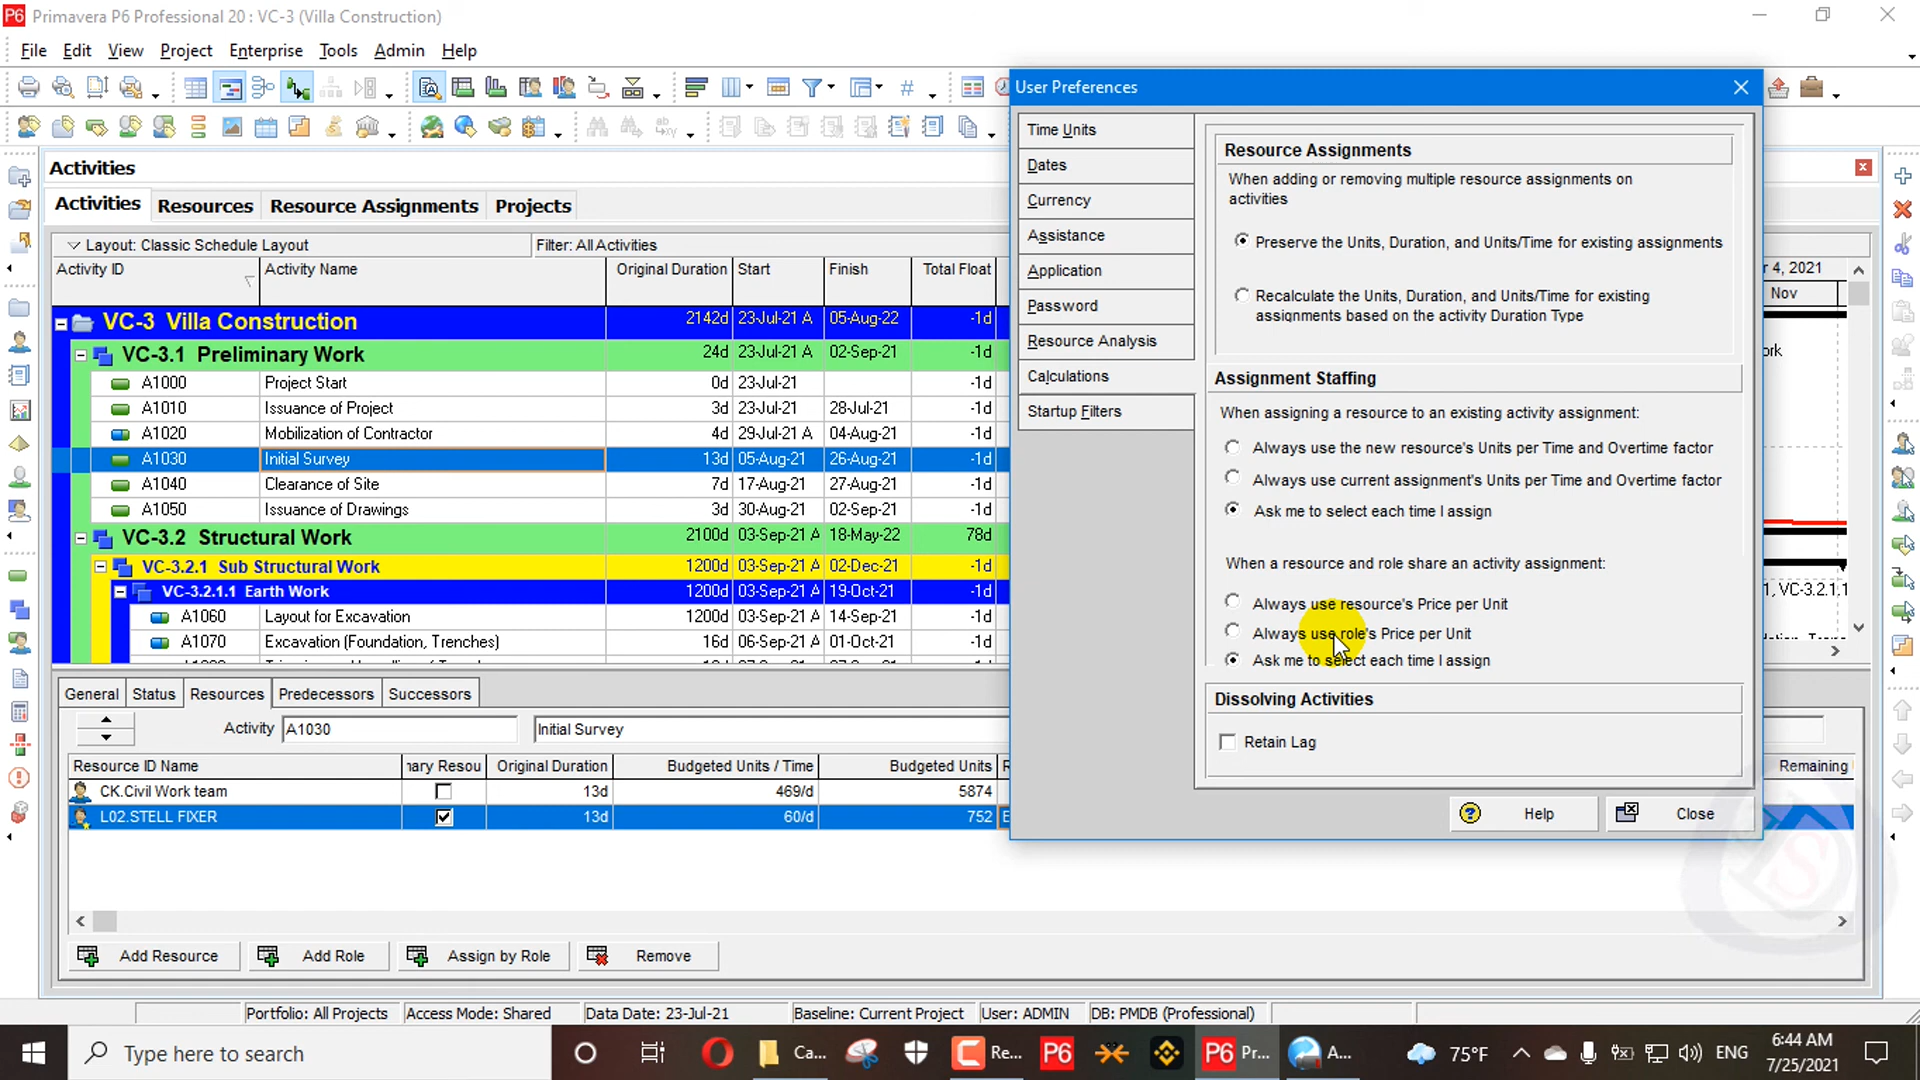 Primavera P6 Professional 20 : VC-3 (Villa Construction)
File Edit View Project Enterprise Tools Admin Help
Activities
Activities Resources Resource Assignments Projects
Layout: Classic Schedule Layout Filter: All Activities
Activity ID Activity Name Original Duration Start Finish Total Float
VC-3 Villa Construction 2142d 23-Jul-21 A 05-Aug-22 -1d
VC-3.1 Preliminary Work 24d 23-Jul-21 A 02-Sep-21 -1d
A1000 Project Start 0d 23-Jul-21 -1d
A1010 Issuance of Project 3d 23-Jul-21 28-Jul-21 -1d
A1020 Mobilization of Contractor 4d 29-Jul-21 A 04-Aug-21 -1d
A1030 Initial Survey 13d 05-Aug-21 26-Aug-21 -1d
A1040 Clearance of Site 7d 17-Aug-21 27-Aug-21 -1d
A1050 Issuance of Drawings 3d 30-Aug-21 02-Sep-21 -1d
VC-3.2 Structural Work 2100d 03-Sep-21 A 18-May-22 78d
VC-3.2.1 Sub Structural Work 1200d 03-Sep-21 A 02-Dec-21 -1d
VC-3.2.1.1 Earth Work 1200d 03-Sep-21 A 19-Oct-21 -1d
A1060 Layout for Excavation 1200d 03-Sep-21 A 14-Sep-21 -1d
A1070 Excavation (Foundation, Trenches) 16d 06-Sep-21 A 01-Oct-21 -1d
r 4, 2021
Nov
ork
1, VC-3.2.1.1
General Status Resources Predecessors Successors
Activity A1030 Initial Survey
Resource ID Name nary Resou Original Duration Budgeted Units / Time Budgeted Units R Remaining
CK.Civil Work team 13d 469/d 5874
L02.STELL FIXER 13d 60/d 752 E
Add Resource Add Role Assign by Role Remove
Portfolio: All Projects Access Mode: Shared Data Date: 23-Jul-21 Baseline: Current Project User: ADMIN DB: PMDB (Professional)
User Preferences
Time Units
Dates
Currency
Assistance
Application
Password
Resource Analysis
Calculations
Startup Filters
Resource Assignments
When adding or removing multiple resource assignments on
activities
Preserve the Units, Duration, and Units/Time for existing assignments
Recalculate the Units, Duration, and Units/Time for existing
assignments based on the activity Duration Type
Assignment Staffing
When assigning a resource to an existing activity assignment:
Always use the new resource's Units per Time and Overtime factor
Always use current assignment's Units per Time and Overtime factor
Ask me to select each time I assign
When a resource and role share an activity assignment:
Always use resource's Price per Unit
Always use role's Price per Unit
Ask me to select each time I assign
Dissolving Activities
Retain Lag
Help Close
Type here to search Ca... Re... Pr... A... 75°F ENG
6:44 AM
7/25/2021